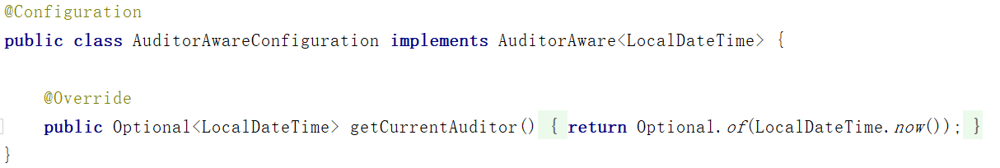 @Configuration
public class AuditorAwareConfiguration implements AuditorAware<LocalDateTime> {
@Override
public Optional<LocalDateTime> getCurrentAuditor() { return Optional.of(LocalDateTime.now()); }
}